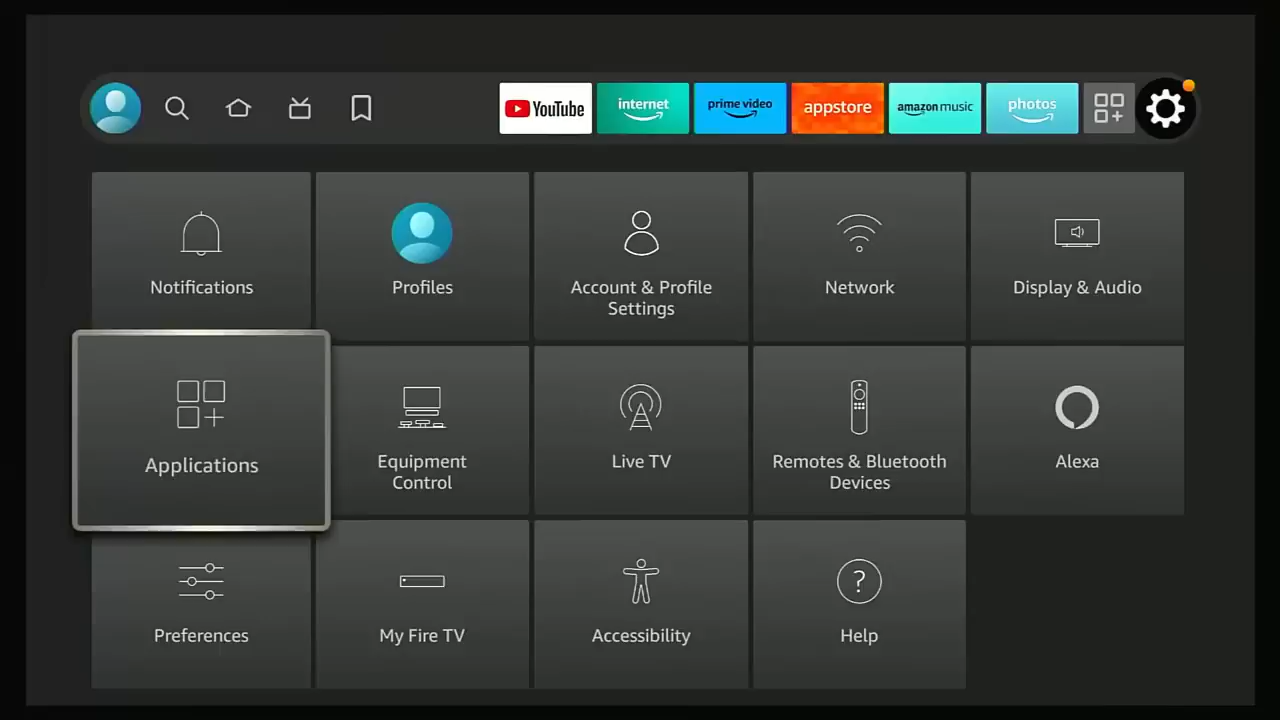 YouTube
internet
prime video
appstore
amazon music
photos
Notifications
Profiles
Account & Profile
Settings
Network
Display & Audio
Applications
Equipment
Control
Live TV
Remotes & Bluetooth
Devices
Alexa
Preferences
My Fire TV
Accessibility
?
Help